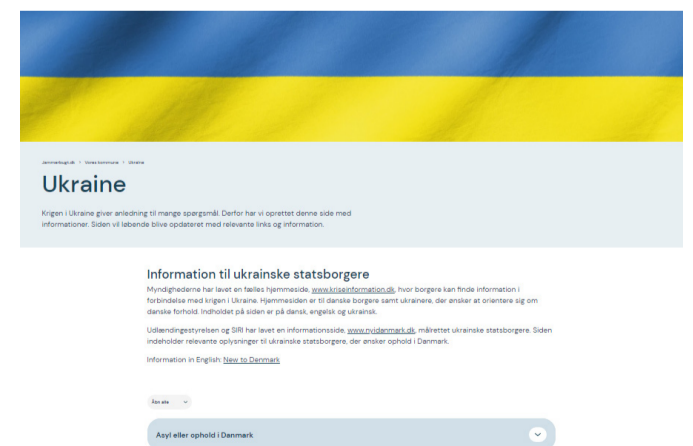 Jammerbugt.dk > Vores kommune > Ukraine
Ukraine
Krigen i Ukraine giver anledning til mange spørgsmål. Derfor har vi oprettet denne side med
informationer. Siden vil løbende blive opdateret med relevante links og information.
Information til ukrainske statsborgere
Myndighederne har lavet en fælles hjemmeside, www.kriseinformation.dk, hvor borgere kan finde information i
forbindelse med krigen i Ukraine. Hjemmesiden er til danske borgere samt ukrainere, der ønsker at orientere sig om
danske forhold. Indholdet på siden er på dansk, engelsk og ukrainsk.
Udlændingestyrelsen og SIRI har lavet en informationsside, www.nyidanmark.dk, målrettet ukrainske statsborgere. Siden
indeholder relevante oplysninger til ukrainske statsborgere, der ønsker ophold i Danmark.
Information in English: New to Denmark
Åbn alle
Asyl eller ophold i Danmark